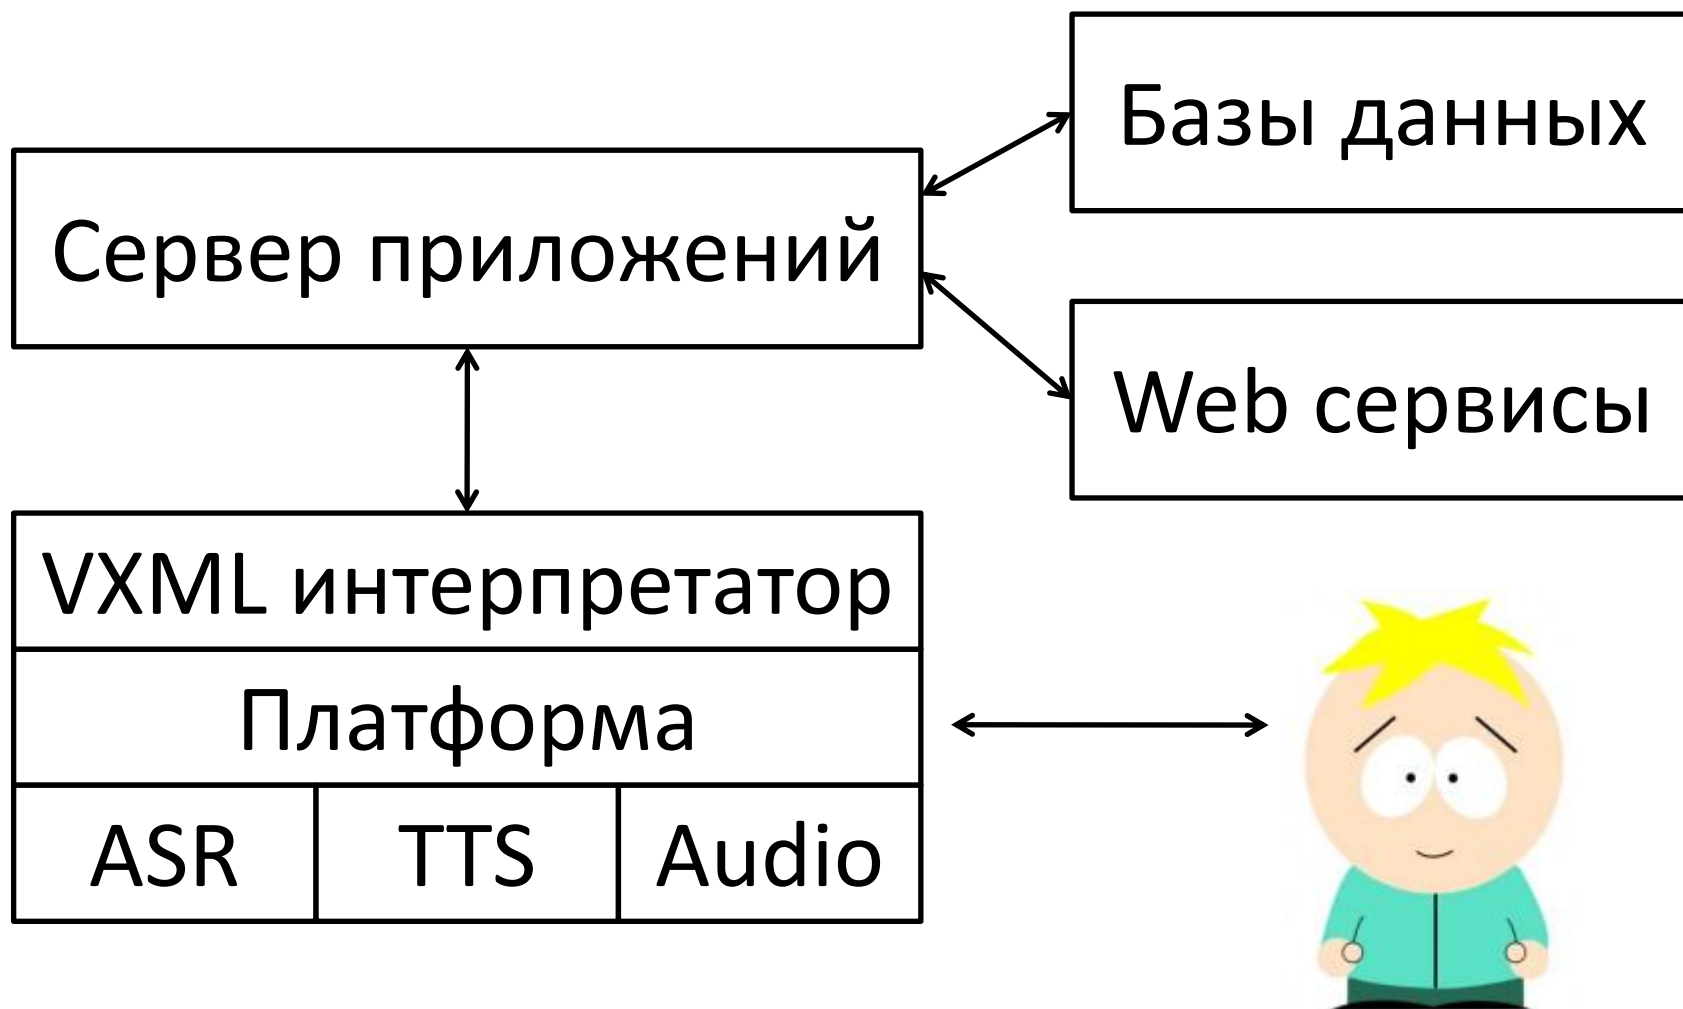 Базы данных
Сервер приложений
Web сервисы
VXML интерпретатор
Платформа
ASR
TTS
Audio